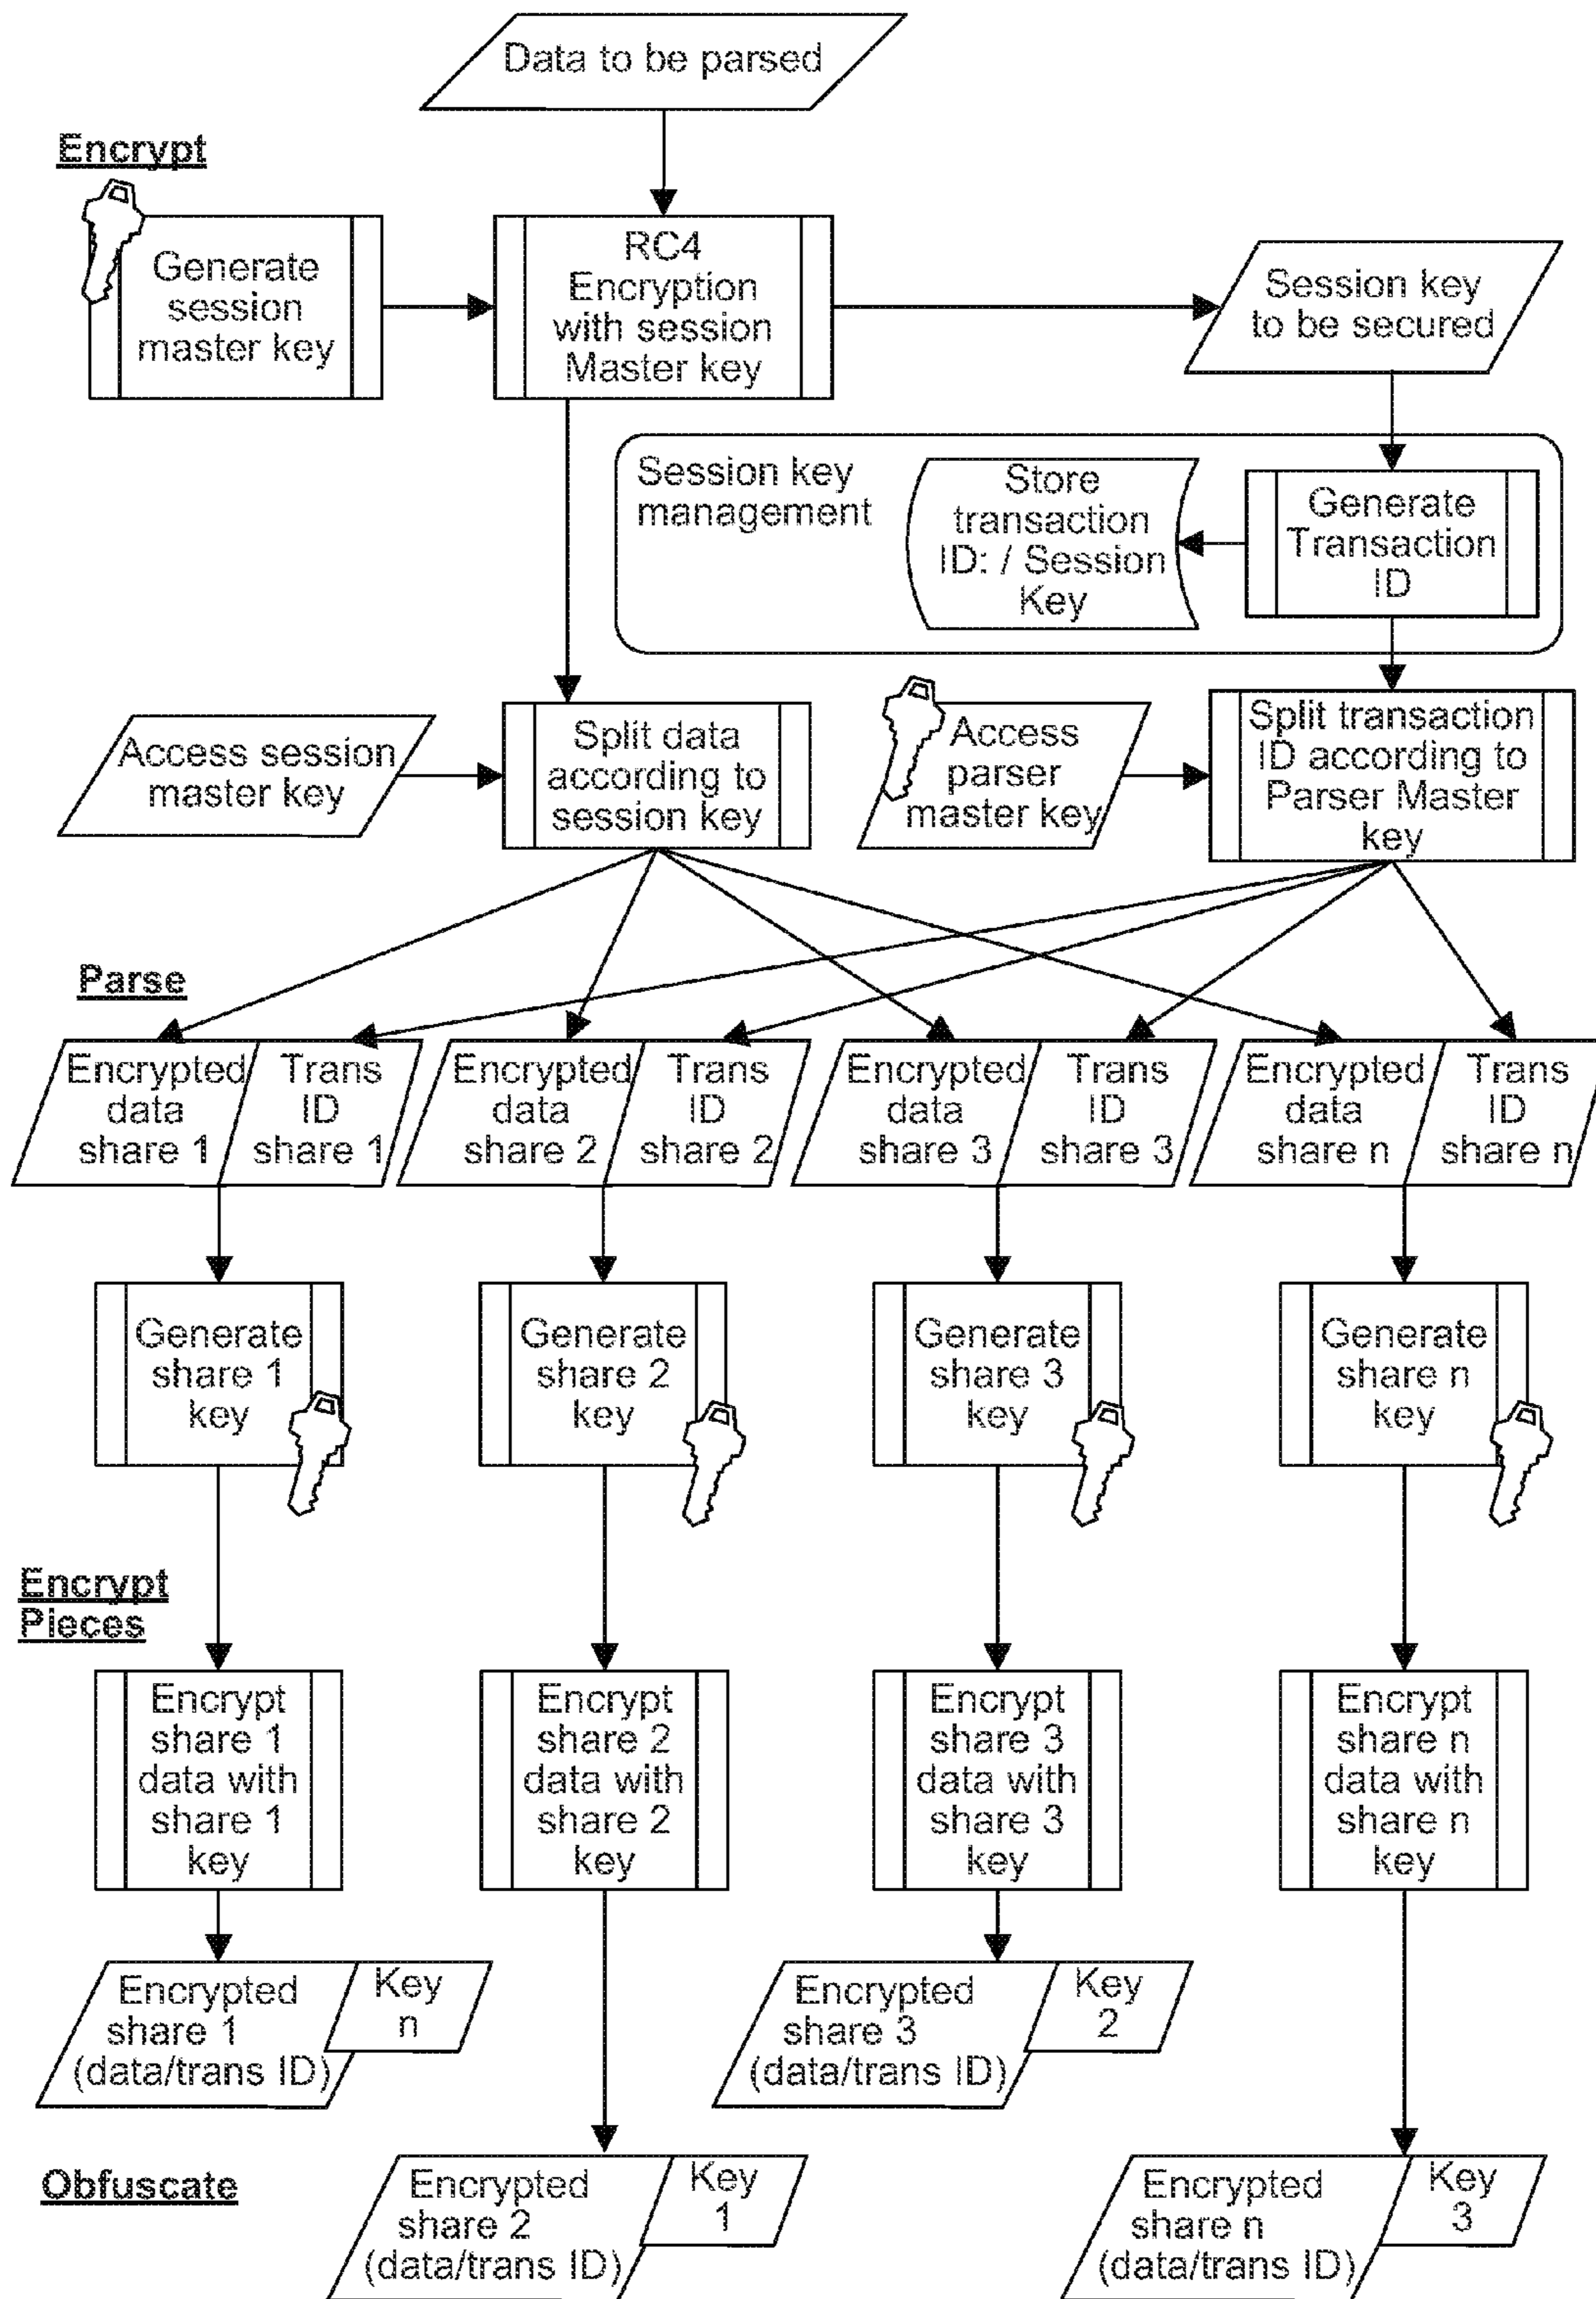 Data to be parsed
Encrypt
Generate
session
master key
RC4
Encryption
with session
Master key
Session key
to be secured
Session key
management
Store
transaction
ID: / Session
Key
Generate
Transaction
ID
Access session
master key
Split data
according to
session key
Access
parser
master key
Split transaction
ID according to
Parser Master
key
Parse
Encrypted
data
share 1
Trans
ID
share 1
Encrypted
data
share 2
Trans
ID
share 2
Encrypted
data
share 3
Trans
ID
share 3
Encrypted
data
share n
Trans
ID
share n
Generate
share 1
key
Generate
share 2
key
Generate
share 3
key
Generate
share n
key
Encrypt
Pieces
Encrypt
share 1
data with
share 1
key
Encrypt
share 2
data with
share 2
key
Encrypt
share 3
data with
share 3
key
Encrypt
share n
data with
share n
key
Encrypted
share 1
(data/trans ID)
Key
n
Encrypted
share 3
(data/trans ID)
Key
2
Obfuscate
Encrypted
share 2
(data/trans ID)
Key
1
Encrypted
share n
(data/trans ID)
Key
3